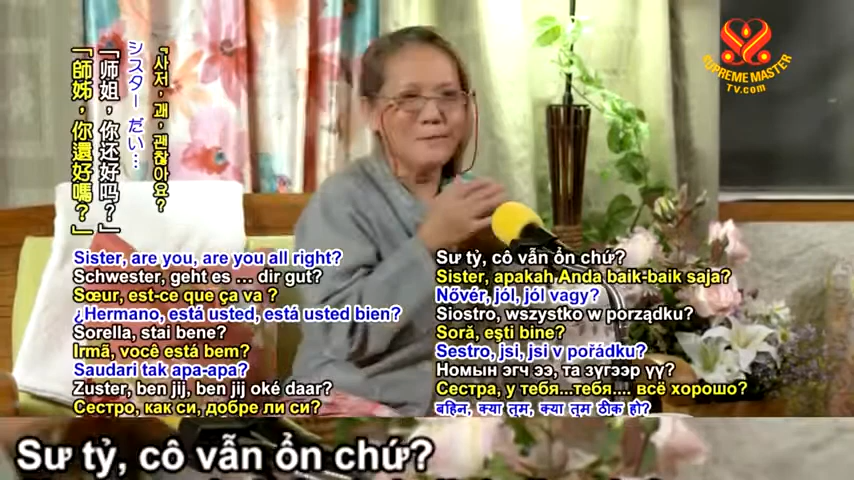 SUPREME MASTER
TV.com
『사저, 괘, 괜찮아요?
シスター だい…
「师姐，你还好吗？」
「師姊，你還好嗎？」
Sister, are you, are you all right?
Schwester, geht es ... dir gut?
Sœur, est-ce que ça va ?
¿Hermano, está usted, está usted bien?
Sorella, stai bene?
Irmã, você está bem?
Saudari tak apa-apa?
Zuster, ben jij, ben jij oké daar?
Сестро, как си, добре ли си?
Sư tỷ, cô vẫn ổn chứ?
Sister, apakah Anda baik-baik saja?
Nővér, jól, jól vagy?
Siostro, wszystko w porządku?
Soră, eşti bine?
Sestro, jsi, jsi v pořádku?
Номын эгч ээ, та зүгээр үү?
Сестра, у тебя...тебя.... всё хорошо?
बहिन, क्या तुम, क्या तुम ठीक हो?
Sư tỷ, cô vẫn ổn chứ?